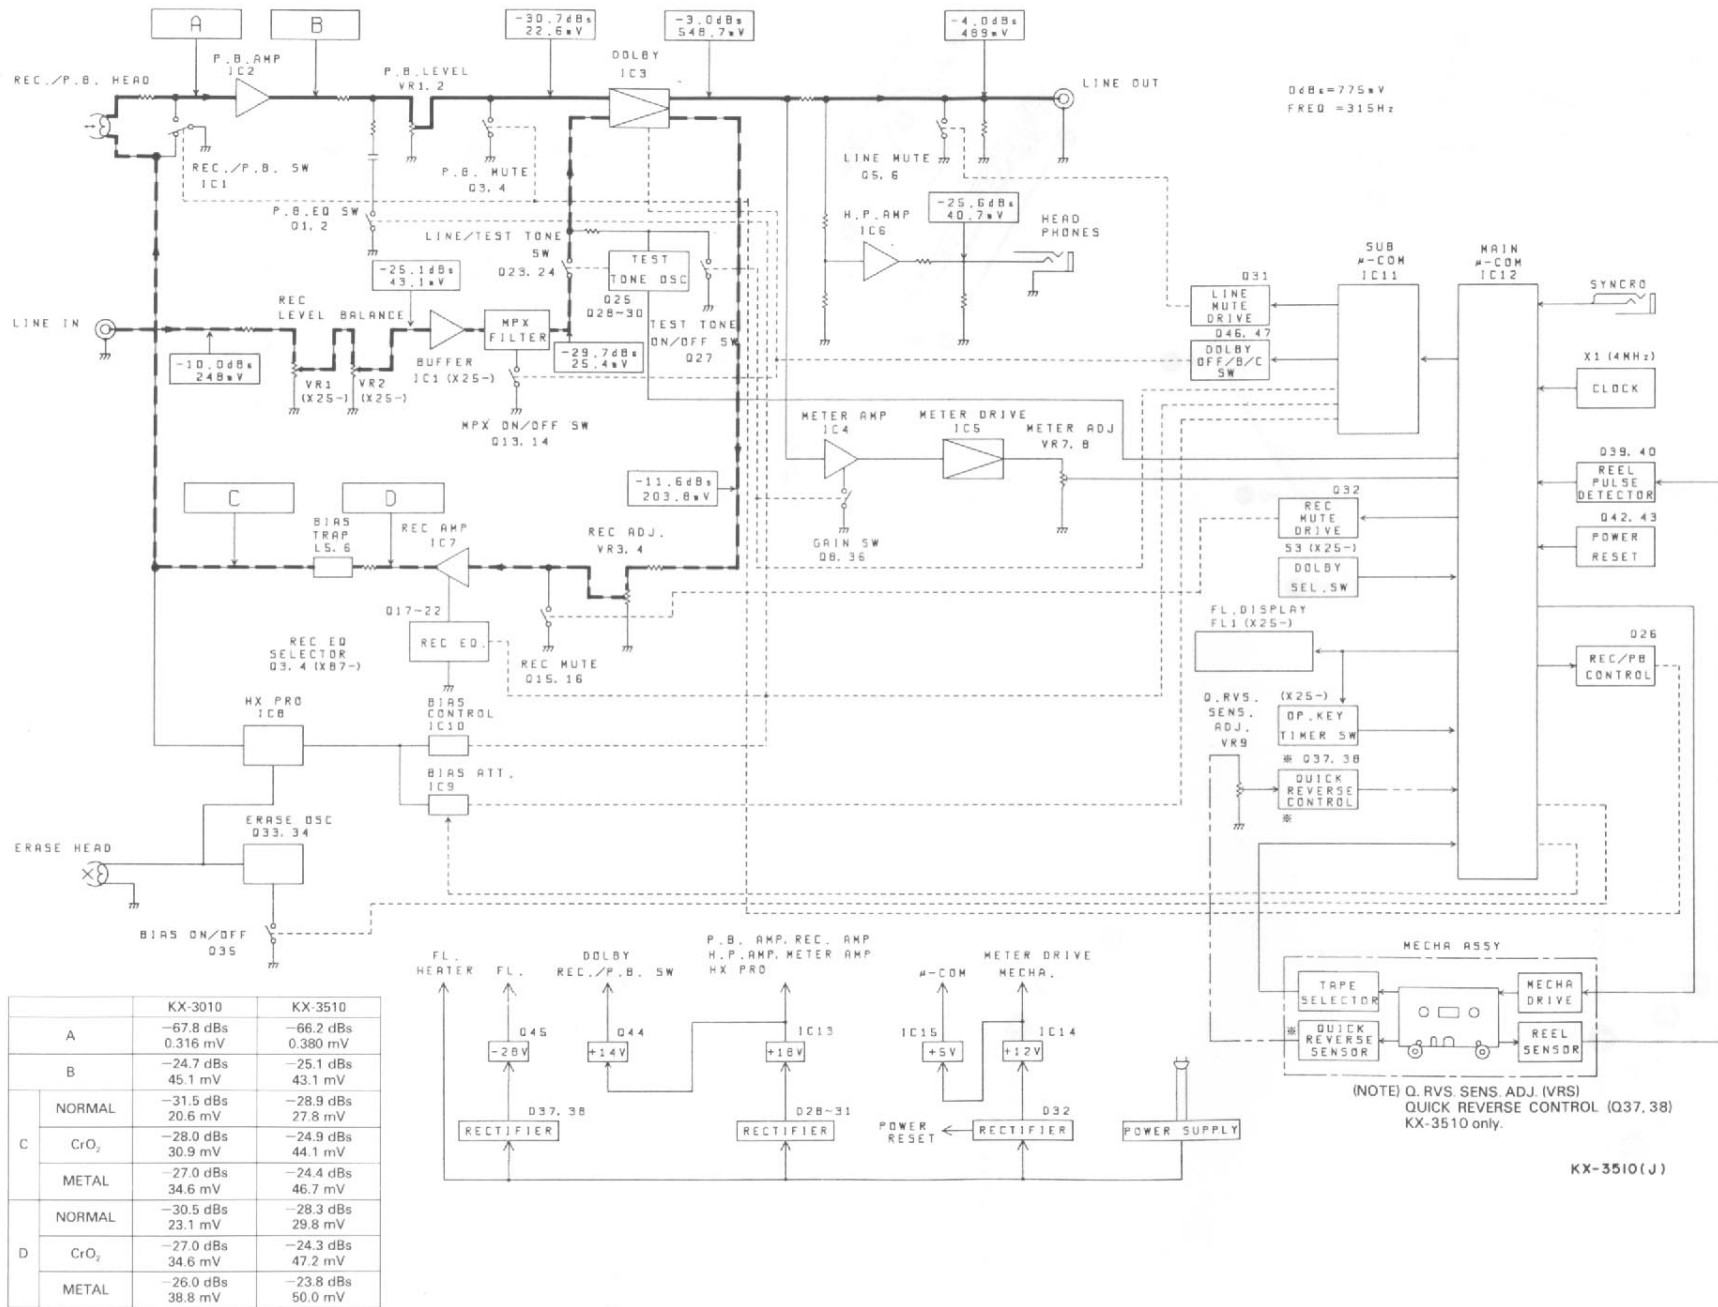 A
B
-30.7dBs
22.6mV
-3.0dBs
548.7mV
-4.0dBs
489mV
REC./P.B. HEAD
P.B.AMP
IC2
P.B.LEVEL
VR1,2
DOLBY
IC3
LINE OUT
0dBs=775mV
FREQ =315Hz
REC./P.B. SW
IC1
P.B. MUTE
Q3,4
LINE MUTE
Q5,6
P.B.EQ SW
Q1,2
LINE/TEST TONE
SW
Q23,24
TEST
TONE OSC
Q25
Q28~30
TEST TONE
ON/OFF SW
Q27
H.P.AMP
IC6
-25.6dBs
40.7mV
HEAD
PHONES
SUB
μ-COM
IC11
MAIN
μ-COM
IC12
SYNCRO
Q31
LINE
MUTE
DRIVE
Q46,47
DOLBY
OFF/B/C
SW
X1(4MHz)
CLOCK
LINE IN
-10.0dBs
248mV
REC
LEVEL
BALANCE
-25.1dBs
43.1mV
VR1
(X25-)
VR2
(X25-)
BUFFER
IC1(X25-)
MPX
FILTER
-29.7dBs
25.4mV
MPX ON/OFF SW
Q13,14
METER AMP
IC4
METER DRIVE
IC5
METER ADJ
VR7,8
GAIN SW
Q8,36
Q39,40
REEL
PULSE
DETECTOR
Q42,43
POWER
RESET
Q32
REC
MUTE
DRIVE
S3(X25-)
DOLBY
SEL.SW
C
D
BIAS
TRAP
L5,6
REC AMP
IC7
REC ADJ.
VR3,4
-11.6dBs
203.8mV
Q17~22
REC EQ.
REC EQ
SELECTOR
Q3,4(X87-)
REC MUTE
Q15,16
FL.DISPLAY
FL1(X25-)
Q26
REC/PB
CONTROL
HX PRO
IC8
BIAS
CONTROL
IC10
BIAS ATT.
IC9
Q.RVS.
SENS.
ADJ.
VR9
(X25-)
OP.KEY
TIMER SW
※ Q37,38
QUICK
REVERSE
CONTROL
※
ERASE HEAD
ERASE OSC
Q33,34
BIAS ON/OFF
Q35
FL.
HEATER
FL.
DOLBY
REC./P.B. SW
P.B. AMP,REC. AMP
H.P.AMP,METER AMP
HX PRO
μ-COM
METER DRIVE
MECHA.
Q45
-28V
Q44
+14V
IC13
+18V
IC15
+5V
IC14
+12V
D37,38
RECTIFIER
D28~31
RECTIFIER
POWER
RESET
D32
RECTIFIER
POWER SUPPLY
MECHA ASSY
TAPE
SELECTOR
MECHA
DRIVE
※
QUICK
REVERSE
SENSOR
REEL
SENSOR
(NOTE) Q. RVS. SENS. ADJ. (VRS)
QUICK REVERSE CONTROL (Q37, 38)
KX-3510 only.
KX-3510(J)
KX-3010 KX-3510
A −67.8 dBs −66.2 dBs
0.316 mV 0.380 mV
B −24.7 dBs −25.1 dBs
45.1 mV 43.1 mV
C NORMAL −31.5 dBs −28.9 dBs
20.6 mV 27.8 mV
CrO₂ −28.0 dBs −24.9 dBs
30.9 mV 44.1 mV
METAL −27.0 dBs −24.4 dBs
34.6 mV 46.7 mV
D NORMAL −30.5 dBs −28.3 dBs
23.1 mV 29.8 mV
CrO₂ −27.0 dBs −24.3 dBs
34.6 mV 47.2 mV
METAL −26.0 dBs −23.8 dBs
38.8 mV 50.0 mV